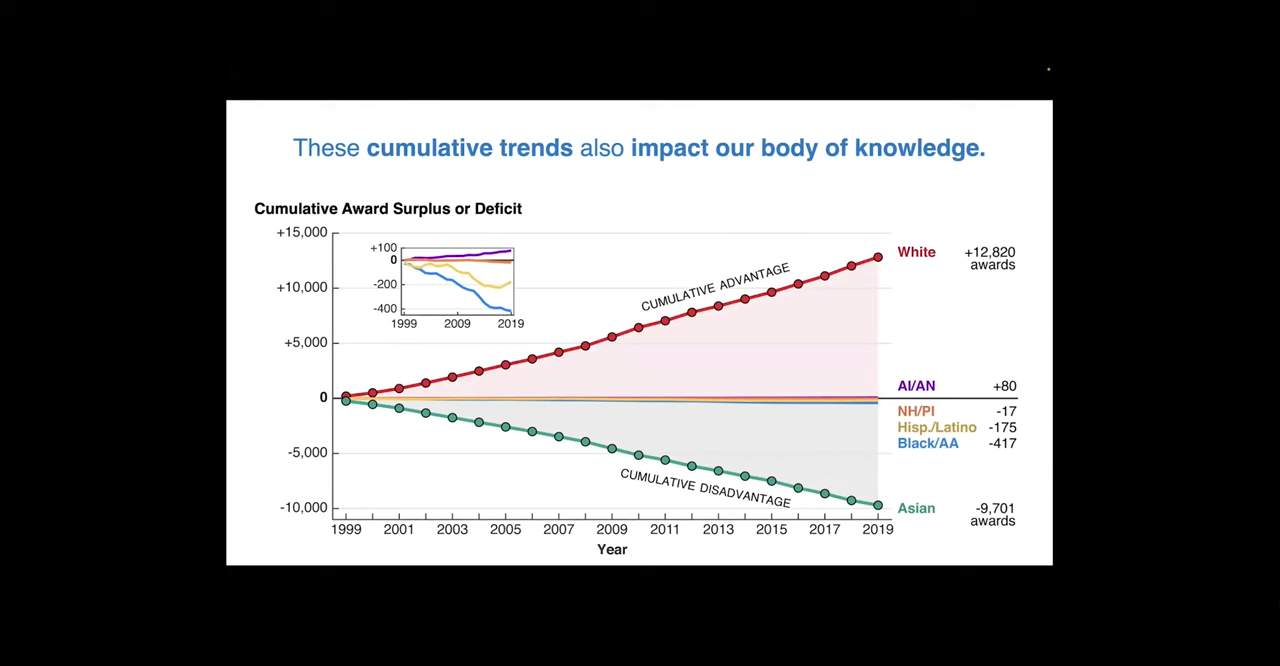 These cumulative trends also impact our body of knowledge.
Cumulative Award Surplus or Deficit
+15,000
+10,000
+5,000
0
-5,000
-10,000
+100
0
-200
-400
1999 2009 2019
CUMULATIVE ADVANTAGE
CUMULATIVE DISADVANTAGE
White +12,820
awards
AI/AN +80
NH/PI -17
Hisp./Latino -175
Black/AA -417
Asian -9,701
awards
1999 2001 2003 2005 2007 2009 2011 2013 2015 2017 2019
Year